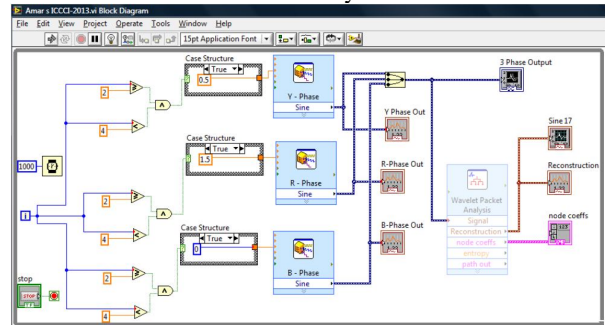 Amar s ICCCI-2013.vi Block Diagram
File Edit View Project Operate Tools Window Help
15pt Application Font
3 Phase Output
Case Structure
True
0.5
2
4
Y - Phase
Sine
Y Phase Out
Sine 17
Case Structure
True
1.5
1000
R - Phase
Sine
R-Phase Out
Reconstruction
Wavelet Packet
Analysis
Signal
Reconstruction
node coeffs
entropy
path out
i
2
4
Case Structure
True
0
B - Phase
Sine
B-Phase Out
node coeffs
stop
STOP
2
4